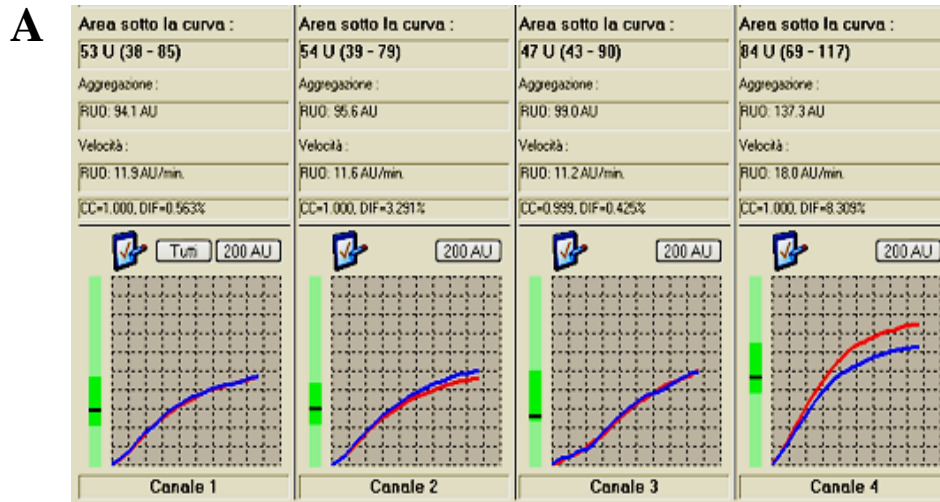 A
Area sotto la curva :
53 U (38 - 85)
Aggregazione :
RUO: 94.1 AU
Velocità :
RUO: 11.9 AU/min.
CC=1.000, DIF=0.563%
Tutti 200 AU
Canale 1
Area sotto la curva :
54 U (39 - 79)
Aggregazione :
RUO: 95.6 AU
Velocità :
RUO: 11.6 AU/min.
CC=1.000, DIF=3.291%
200 AU
Canale 2
Area sotto la curva :
47 U (43 - 90)
Aggregazione :
RUO: 99.0 AU
Velocità :
RUO: 11.2 AU/min.
CC=0.999, DIF=0.425%
200 AU
Canale 3
Area sotto la curva :
84 U (69 - 117)
Aggregazione :
RUO: 137.3 AU
Velocità :
RUO: 18.0 AU/min.
CC=1.000, DIF=8.309%
200 AU
Canale 4